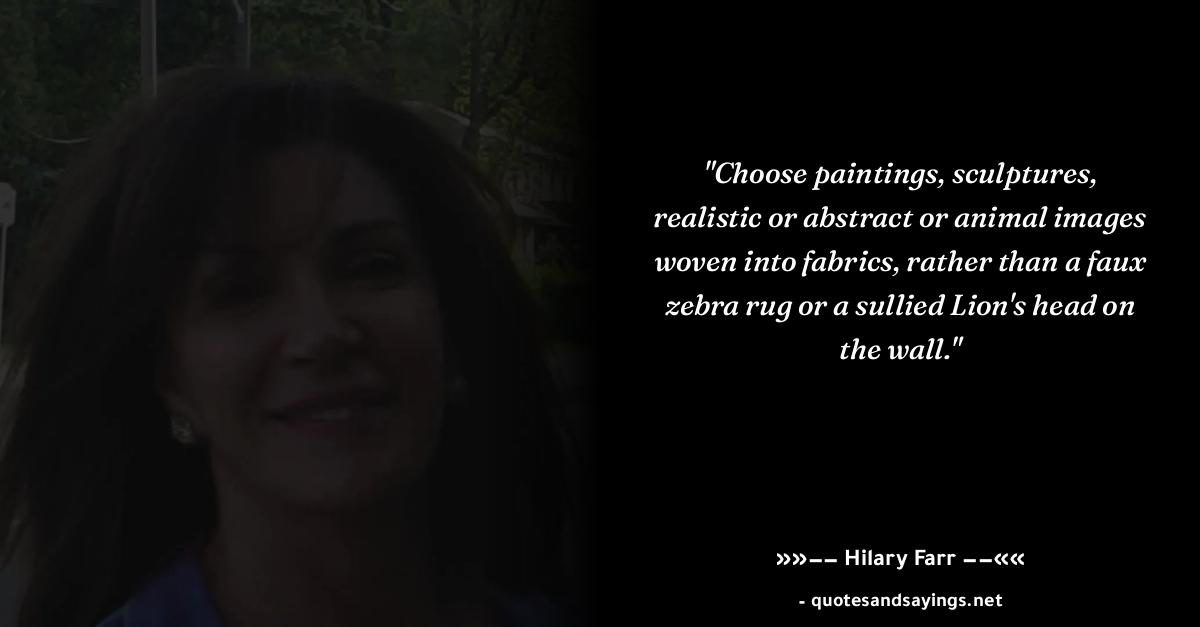 "Choose paintings, sculptures,
realistic or abstract or animal images
woven into fabrics, rather than a faux
zebra rug or a sullied Lion's head on
the wall."
»»−− Hilary Farr −−««
- quotesandsayings.net